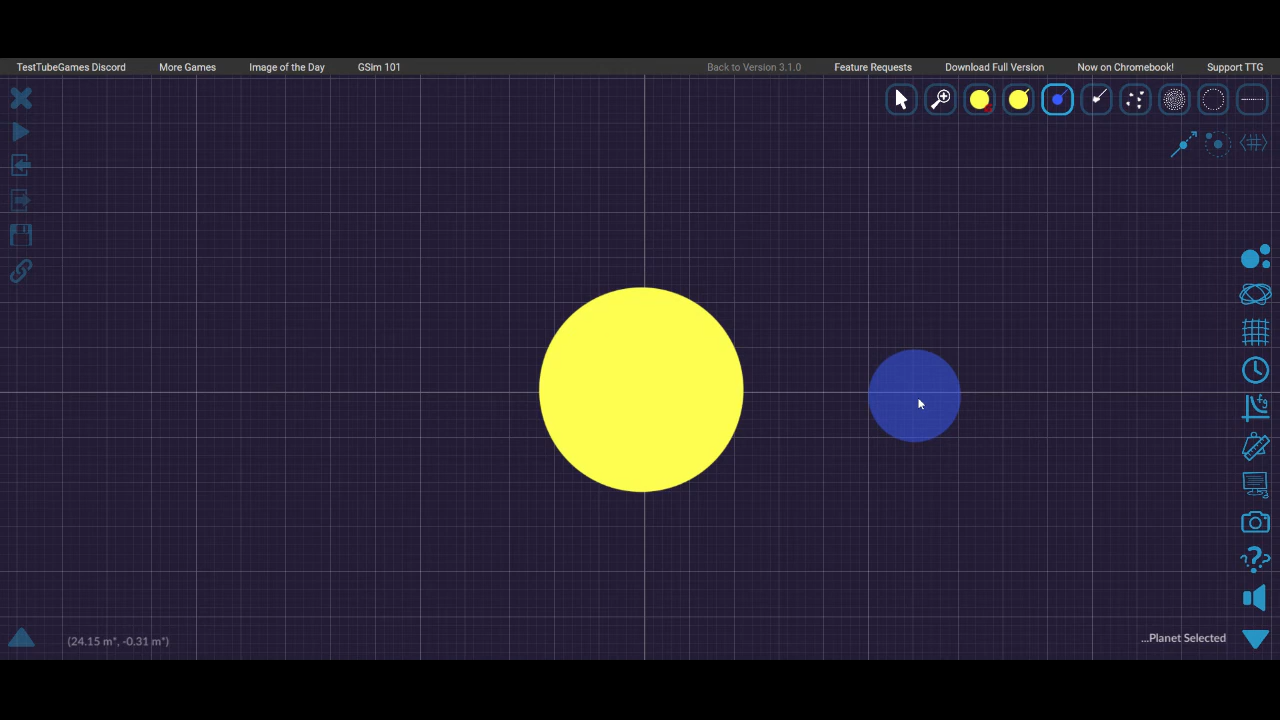 TestTubeGames Discord More Games Image of the Day GSim 101 Back to Version 3.1.0 Feature Requests Download Full Version Now on Chromebook! Support TTG
(24.15 m*, -0.31 m*) ...Planet Selected